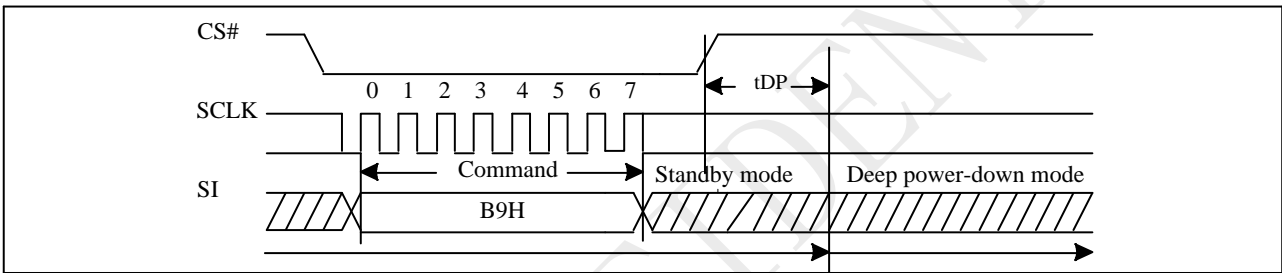 CS#
tDP
0 1 2 3 4 5 6 7
SCLK
Command
Standby mode
Deep power-down mode
SI
B9H